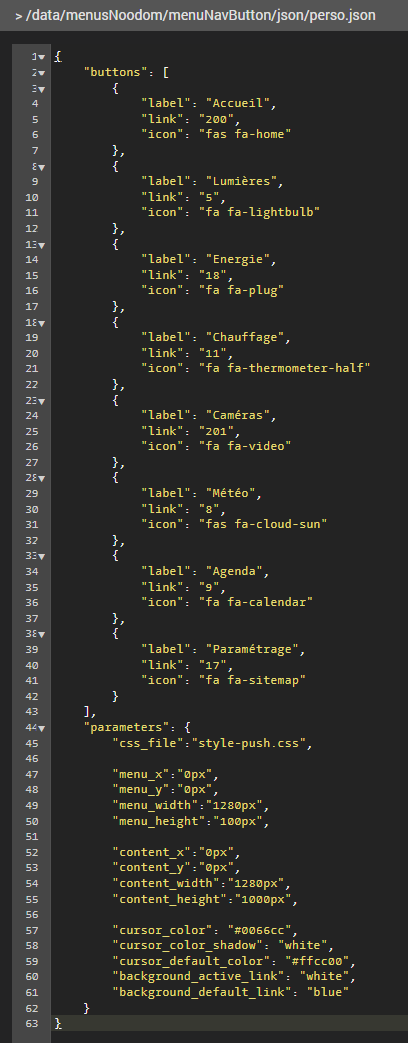 > /data/menusNoodom/menuNavButton/json/perso.json
1 {
2 "buttons": [
3 {
4 "label": "Accueil",
5 "link": "200",
6 "icon": "fas fa-home"
7 },
8 {
9 "label": "Lumières",
10 "link": "5",
11 "icon": "fa fa-lightbulb"
12 },
13 {
14 "label": "Energie",
15 "link": "18",
16 "icon": "fa fa-plug"
17 },
18 {
19 "label": "Chauffage",
20 "link": "11",
21 "icon": "fa fa-thermometer-half"
22 },
23 {
24 "label": "Caméras",
25 "link": "201",
26 "icon": "fa fa-video"
27 },
28 {
29 "label": "Météo",
30 "link": "8",
31 "icon": "fas fa-cloud-sun"
32 },
33 {
34 "label": "Agenda",
35 "link": "9",
36 "icon": "fa fa-calendar"
37 },
38 {
39 "label": "Paramétrage",
40 "link": "17",
41 "icon": "fa fa-sitemap"
42 }
43 ],
44 "parameters": {
45 "css_file":"style-push.css",
46
47 "menu_x":"0px",
48 "menu_y":"0px",
49 "menu_width":"1280px",
50 "menu_height":"100px",
51
52 "content_x":"0px",
53 "content_y":"0px",
54 "content_width":"1280px",
55 "content_height":"1000px",
56
57 "cursor_color": "#0066cc",
58 "cursor_color_shadow": "white",
59 "cursor_default_color": "#ffcc00",
60 "background_active_link": "white",
61 "background_default_link": "blue"
62 }
63 }